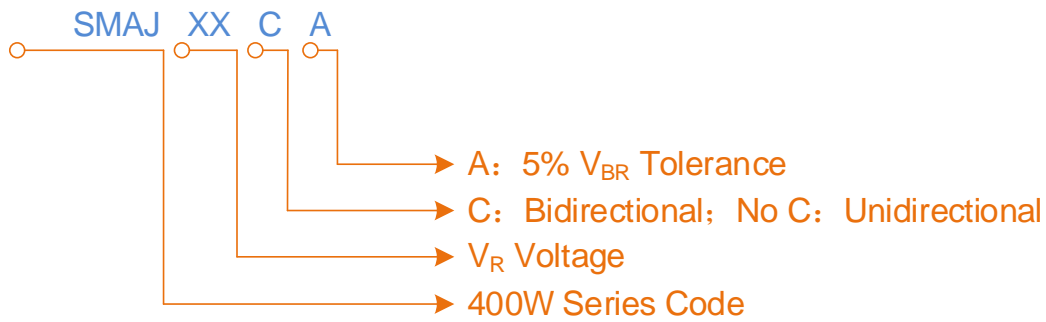 SMAJ XX C A
A：5% VBR Tolerance
C：Bidirectional；No C：Unidirectional
VR Voltage
400W Series Code